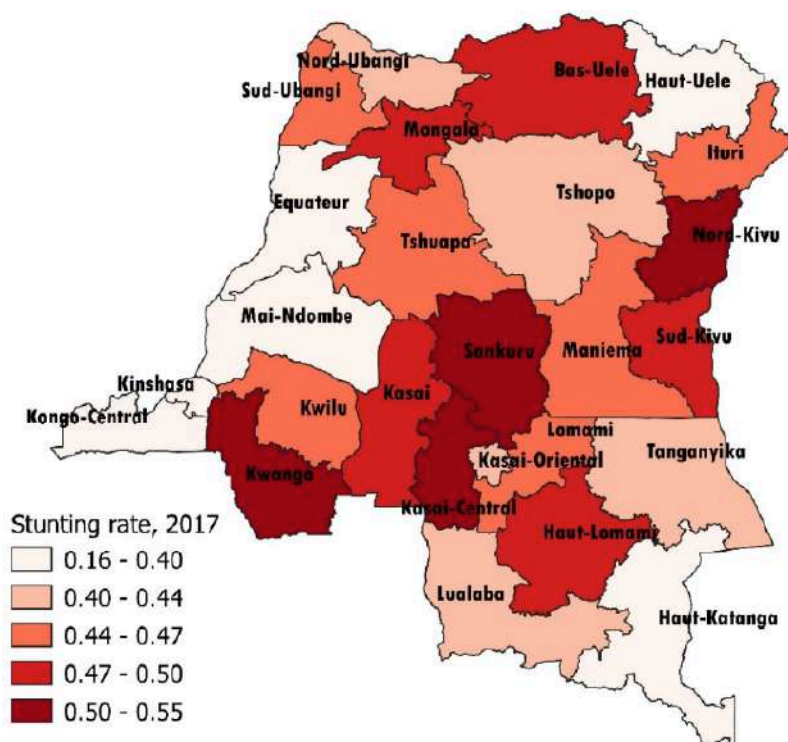 Nord-Ubangi
Bas-Uele
Haut-Uele
Sud-Ubangi
Mongala
Ituri
Equateur
Tshopo
Tshuapa
Nord-Kivu
Mai-Ndombe
Sankuru
Maniema
Sud-Kivu
Kinshasa
Kasai
Kongo-Central
Kwilu
Lomami
Kasai-Oriental
Tanganyika
Kwango
Kasai-Central
Haut-Lomami
Lualaba
Haut-Katanga
Stunting rate, 2017
0.16 - 0.40
0.40 - 0.44
0.44 - 0.47
0.47 - 0.50
0.50 - 0.55